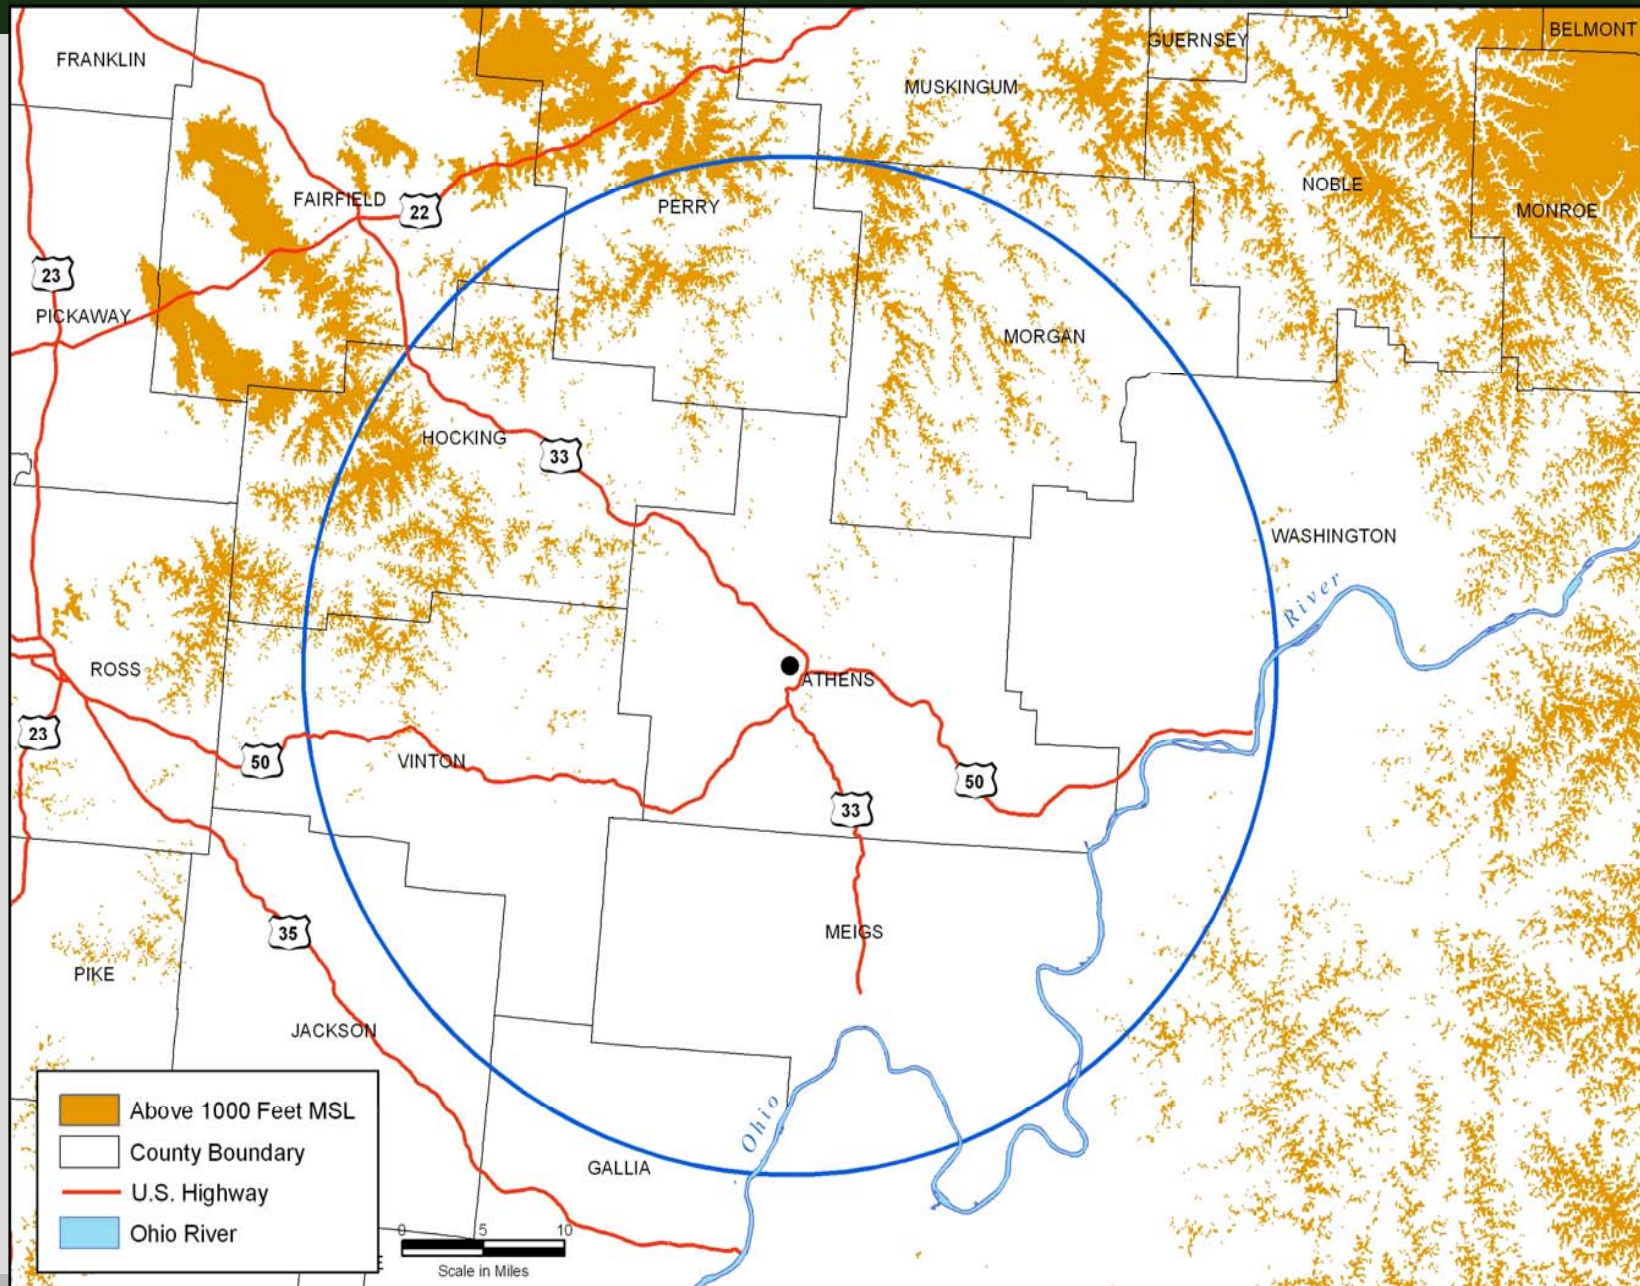 BELMONT
GUERNSEY
FRANKLIN
MUSKINGUM
NOBLE
FAIRFIELD
22
PERRY
MONROE
23
PICKAWAY
MORGAN
HOCKING
33
WASHINGTON
River
ROSS
ATHENS
23
50
VINTON
50
33
35
MEIGS
PIKE
JACKSON
Ohio
GALLIA
Above 1000 Feet MSL
County Boundary
U.S. Highway
Ohio River
0 5 10
Scale in Miles